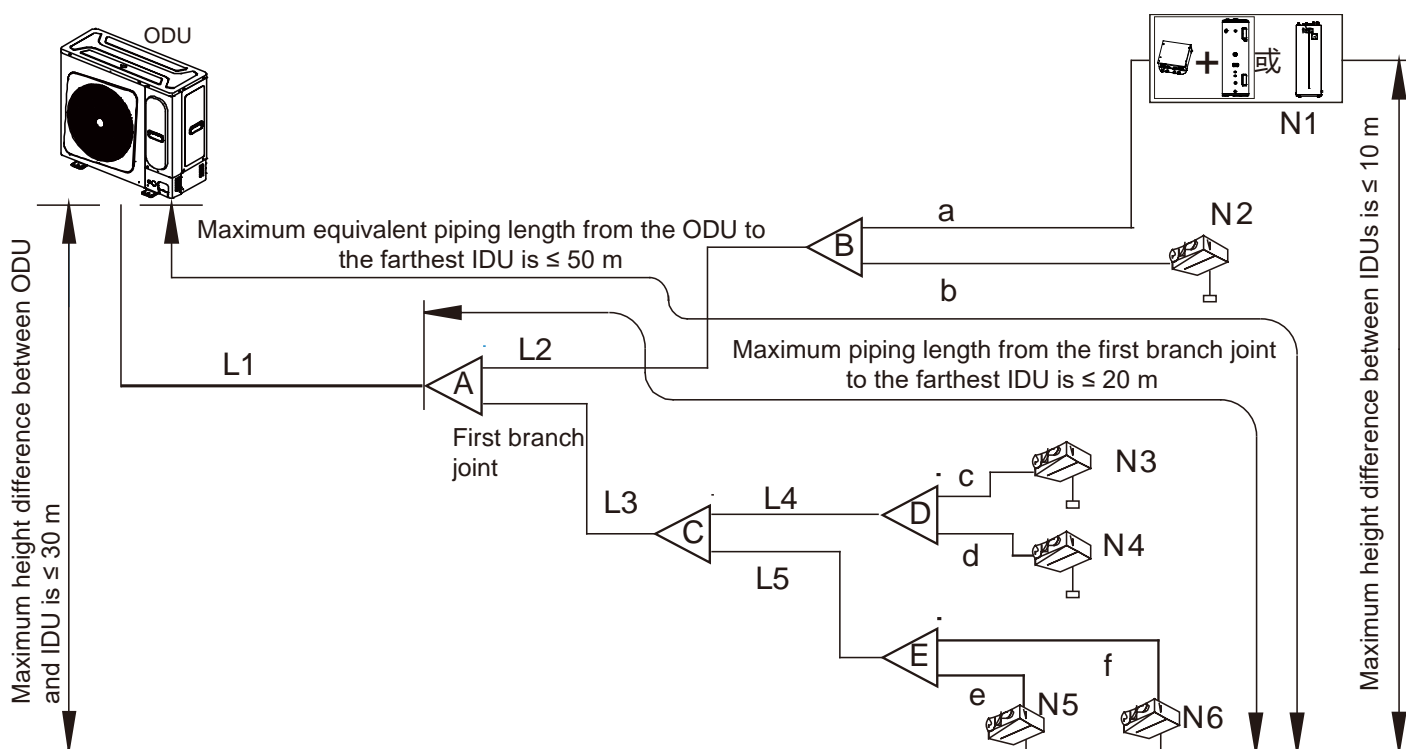 ODU
或
N1
Maximum equivalent piping length from the ODU to
the farthest IDU is ≤ 50 m
a
N2
B
b
L1
L2
A
Maximum piping length from the first branch joint
to the farthest IDU is ≤ 20 m
First branch
joint
L3
C
L4
c
N3
D
d
N4
L5
E
f
e
N5
N6
Maximum height difference between ODU
and IDU is ≤ 30 m
Maximum height difference between IDUs is ≤ 10 m